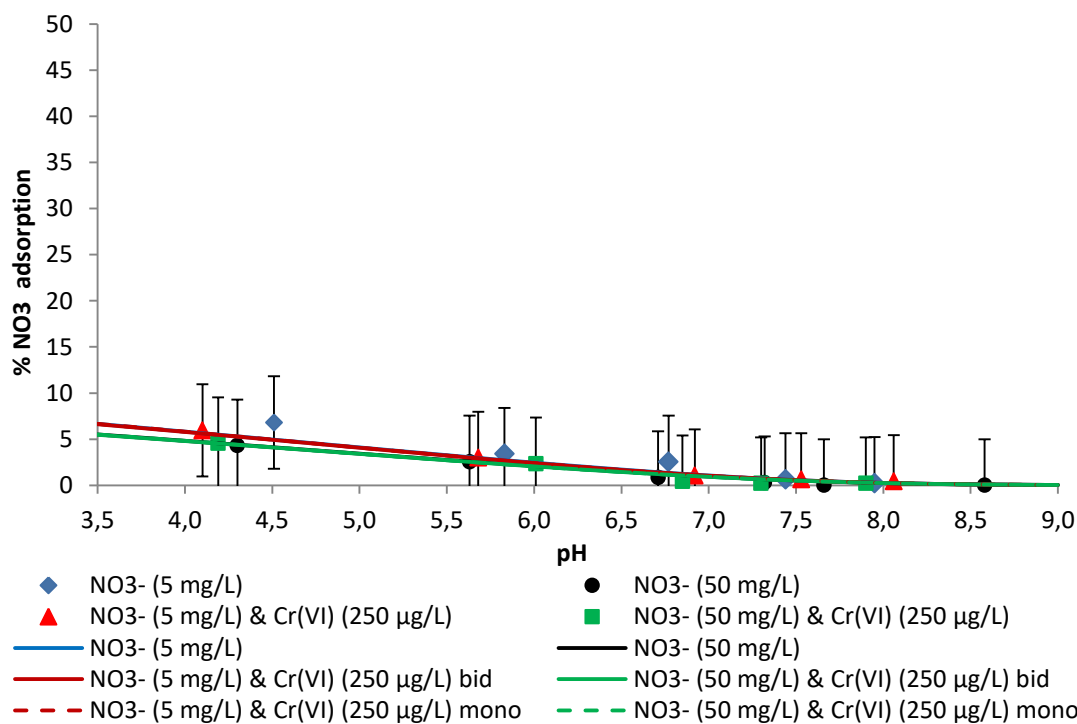 50
45
40
35
30
25
20
15
10
5
0
% NO3 adsorption
3,5 4,0 4,5 5,0 5,5 6,0 6,5 7,0 7,5 8,0 8,5 9,0
pH
NO3- (5 mg/L) NO3- (50 mg/L)
NO3- (5 mg/L) & Cr(VI) (250 µg/L) NO3- (50 mg/L) & Cr(VI) (250 µg/L)
NO3- (5 mg/L) NO3- (50 mg/L)
NO3- (5 mg/L) & Cr(VI) (250 µg/L) bid NO3- (50 mg/L) & Cr(VI) (250 µg/L) bid
NO3- (5 mg/L) & Cr(VI) (250 µg/L) mono NO3- (50 mg/L) & Cr(VI) (250 µg/L) mono